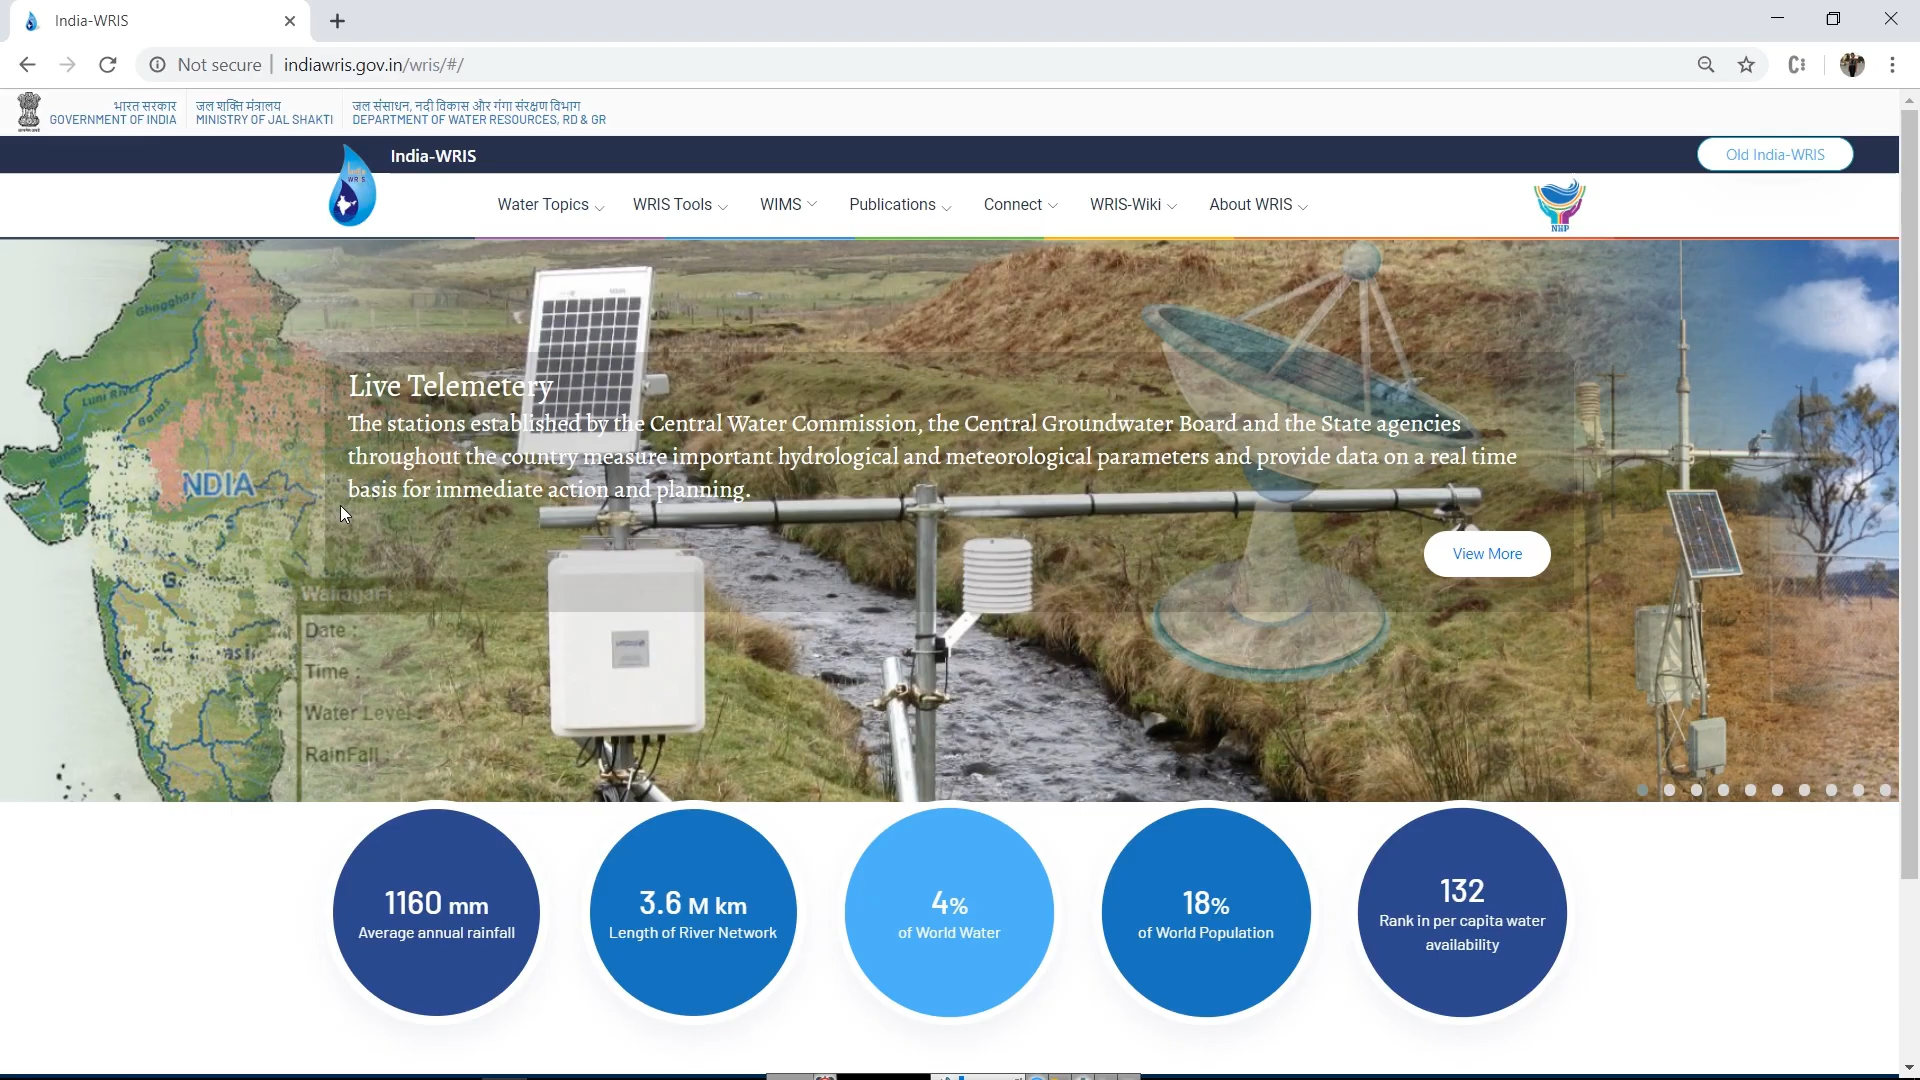 India-WRIS
Not secure
indiawris.gov.in/wris/#/
भारत सरकार
GOVERNMENT OF INDIA
जल शक्ति मंत्रालय
MINISTRY OF JAL SHAKTI
जल संसाधन, नदी विकास और गंगा संरक्षण विभाग
DEPARTMENT OF WATER RESOURCES, RD & GR
India-WRIS
Old India-WRIS
Water Topics
WRIS Tools
WIMS
Publications
Connect
WRIS-Wiki
About WRIS
NHP
Ghagghar
Luni River
Banas
Banas
NDIA
Live Telemetery
The stations established by the Central Water Commission, the Central Groundwater Board and the State agencies
throughout the country measure important hydrological and meteorological parameters and provide data on a real time
basis for immediate action and planning.
View More
Date :
Time :
Water Level :
RainFall :
1160 mm
Average annual rainfall
3.6 M km
Length of River Network
4%
of World Water
18%
of World Population
132
Rank in per capita water
availability